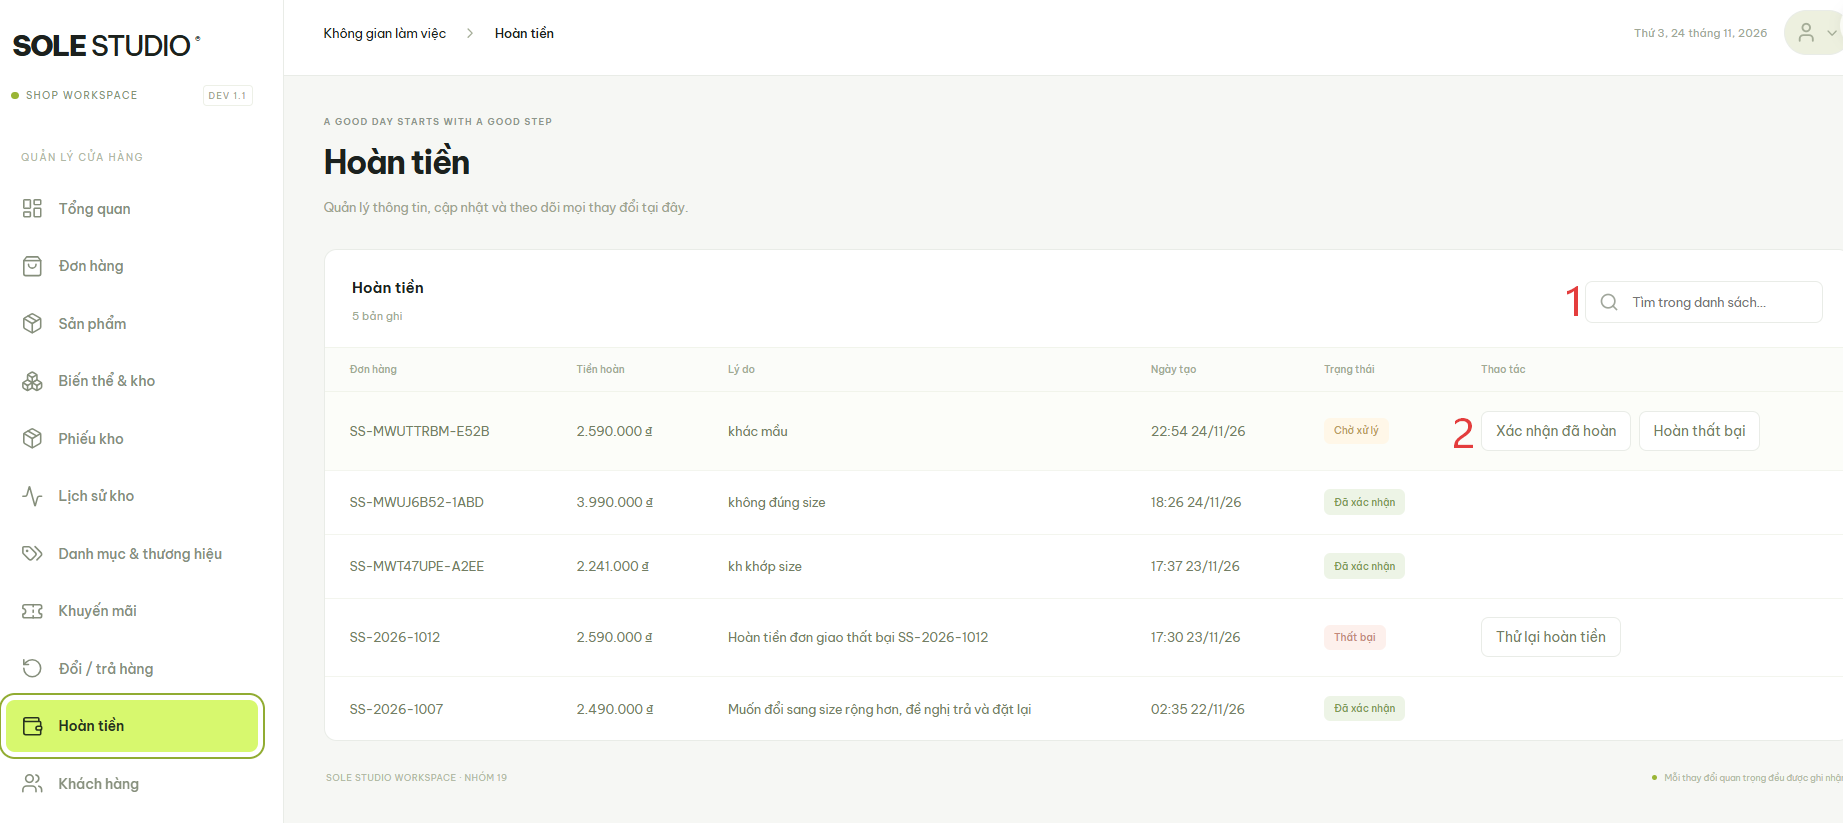 SOLE STUDIO ®
SHOP WORKSPACE DEV 1.1
QUẢN LÝ CỬA HÀNG
Tổng quan
Đơn hàng
Sản phẩm
Biến thể & kho
Phiếu kho
Lịch sử kho
Danh mục & thương hiệu
Khuyến mãi
Đổi / trả hàng
Hoàn tiền
Khách hàng
Không gian làm việc > Hoàn tiền
Thứ 3, 24 tháng 11, 2026
A GOOD DAY STARTS WITH A GOOD STEP
Hoàn tiền
Quản lý thông tin, cập nhật và theo dõi mọi thay đổi tại đây.
Hoàn tiền
5 bản ghi
1 Tìm trong danh sách...
Đơn hàng Tiền hoàn Lý do Ngày tạo Trạng thái Thao tác
SS-MWUTTRBM-E52B 2.590.000 đ khác mầu 22:54 24/11/26 Chờ xử lý 2 Xác nhận đã hoàn Hoàn thất bại
SS-MWUJ6B52-1ABD 3.990.000 đ không đúng size 18:26 24/11/26 Đã xác nhận
SS-MWT47UPE-A2EE 2.241.000 đ kh khớp size 17:37 23/11/26 Đã xác nhận
SS-2026-1012 2.590.000 đ Hoàn tiền đơn giao thất bại SS-2026-1012 17:30 23/11/26 Thất bại Thử lại hoàn tiền
SS-2026-1007 2.490.000 đ Muốn đổi sang size rộng hơn, đề nghị trả và đặt lại 02:35 22/11/26 Đã xác nhận
SOLE STUDIO WORKSPACE · NHÓM 19
Mỗi thay đổi quan trọng đều được ghi nhận